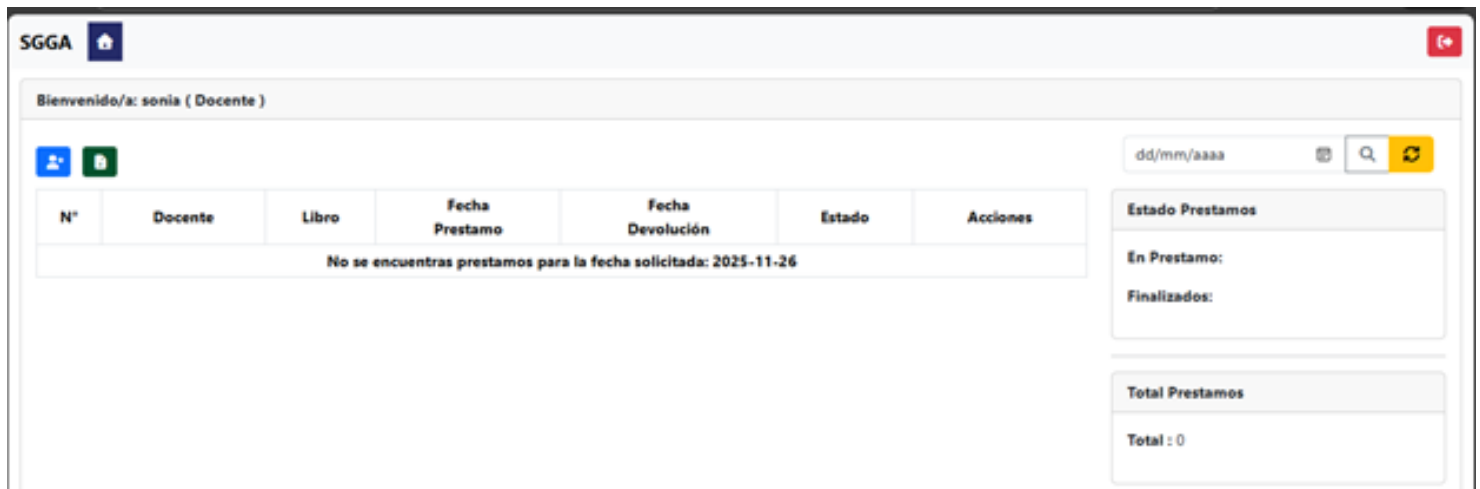 SGGA
Bienvenido/a: sonia ( Docente )
dd/mm/aaaa
N° Docente Libro Fecha Prestamo Fecha Devolución Estado Acciones
No se encuentras prestamos para la fecha solicitada: 2025-11-26
Estado Prestamos
En Prestamo:
Finalizados:
Total Prestamos
Total : 0